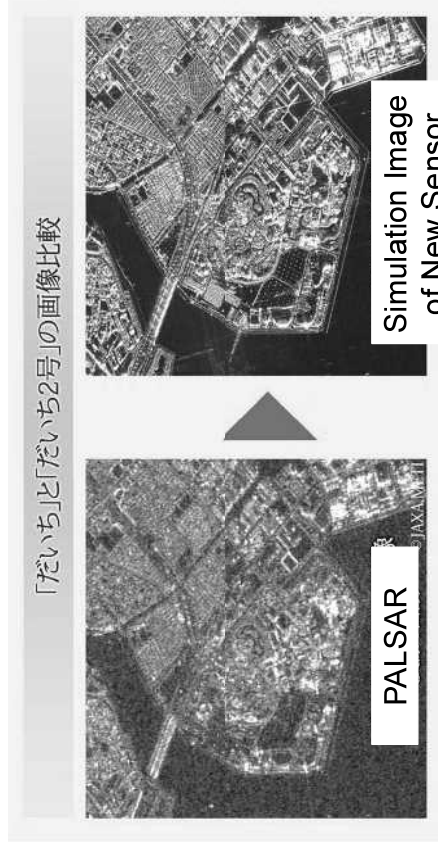 「だいち」と「だいち2号」の画像比較
PALSAR
像
©JAXA,METI
Simulation Image
of New Sensor